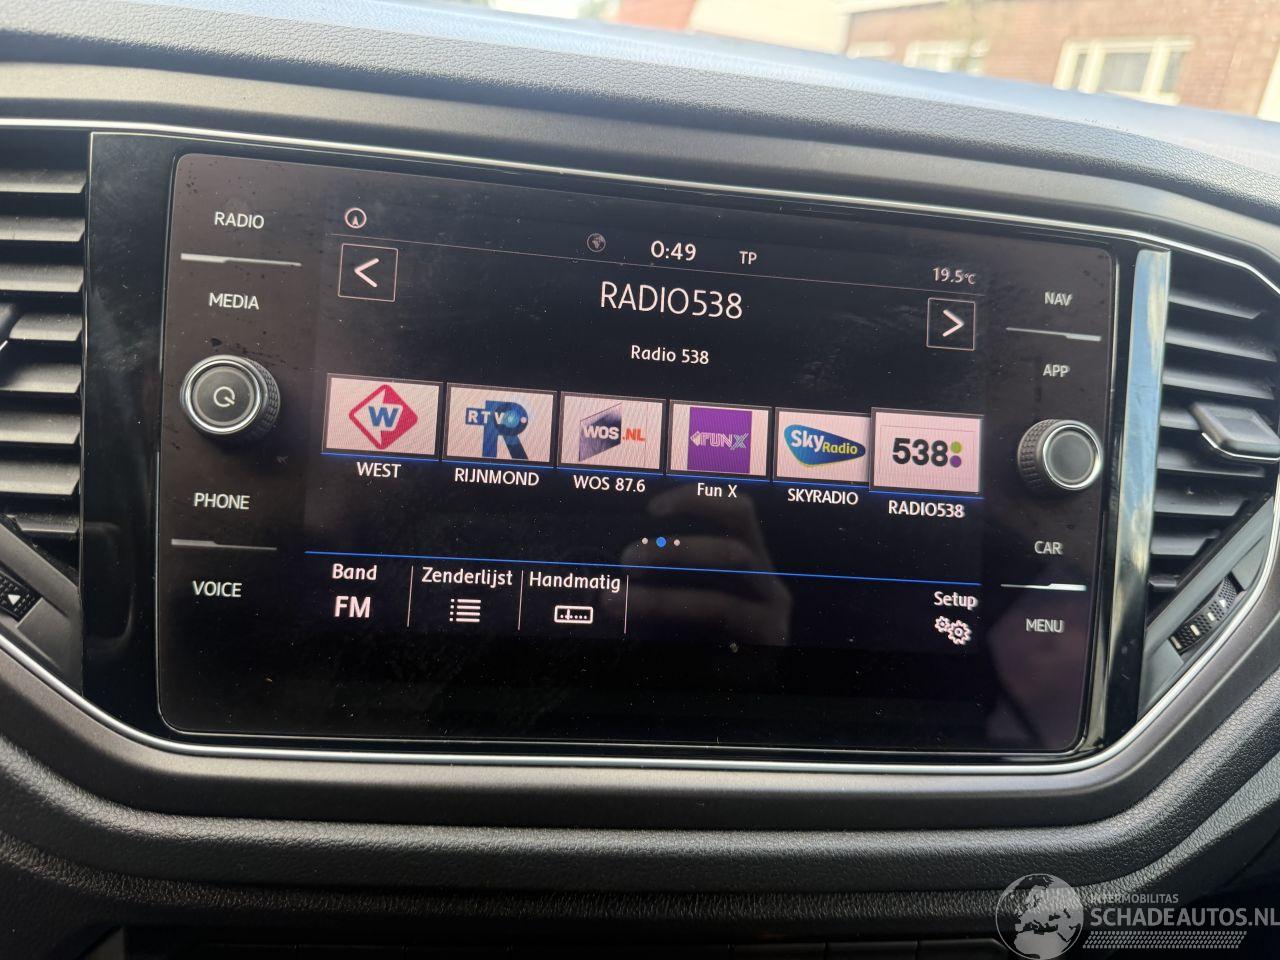 RADIO
MEDIA
PHONE
VOICE
0:49 TP
19.5°C
RADIO538
Radio 538
< >
W
RTV R
WOS.NL
FUNX
Sky Radio
538
WEST
RIJNMOND
WOS 87.6
Fun X
SKYRADIO
RADIO538
Band
FM
Zenderlijst
Handmatig
Setup
NAV
APP
CAR
MENU
INTERMOBILITAS
SCHADEAUTOS.NL